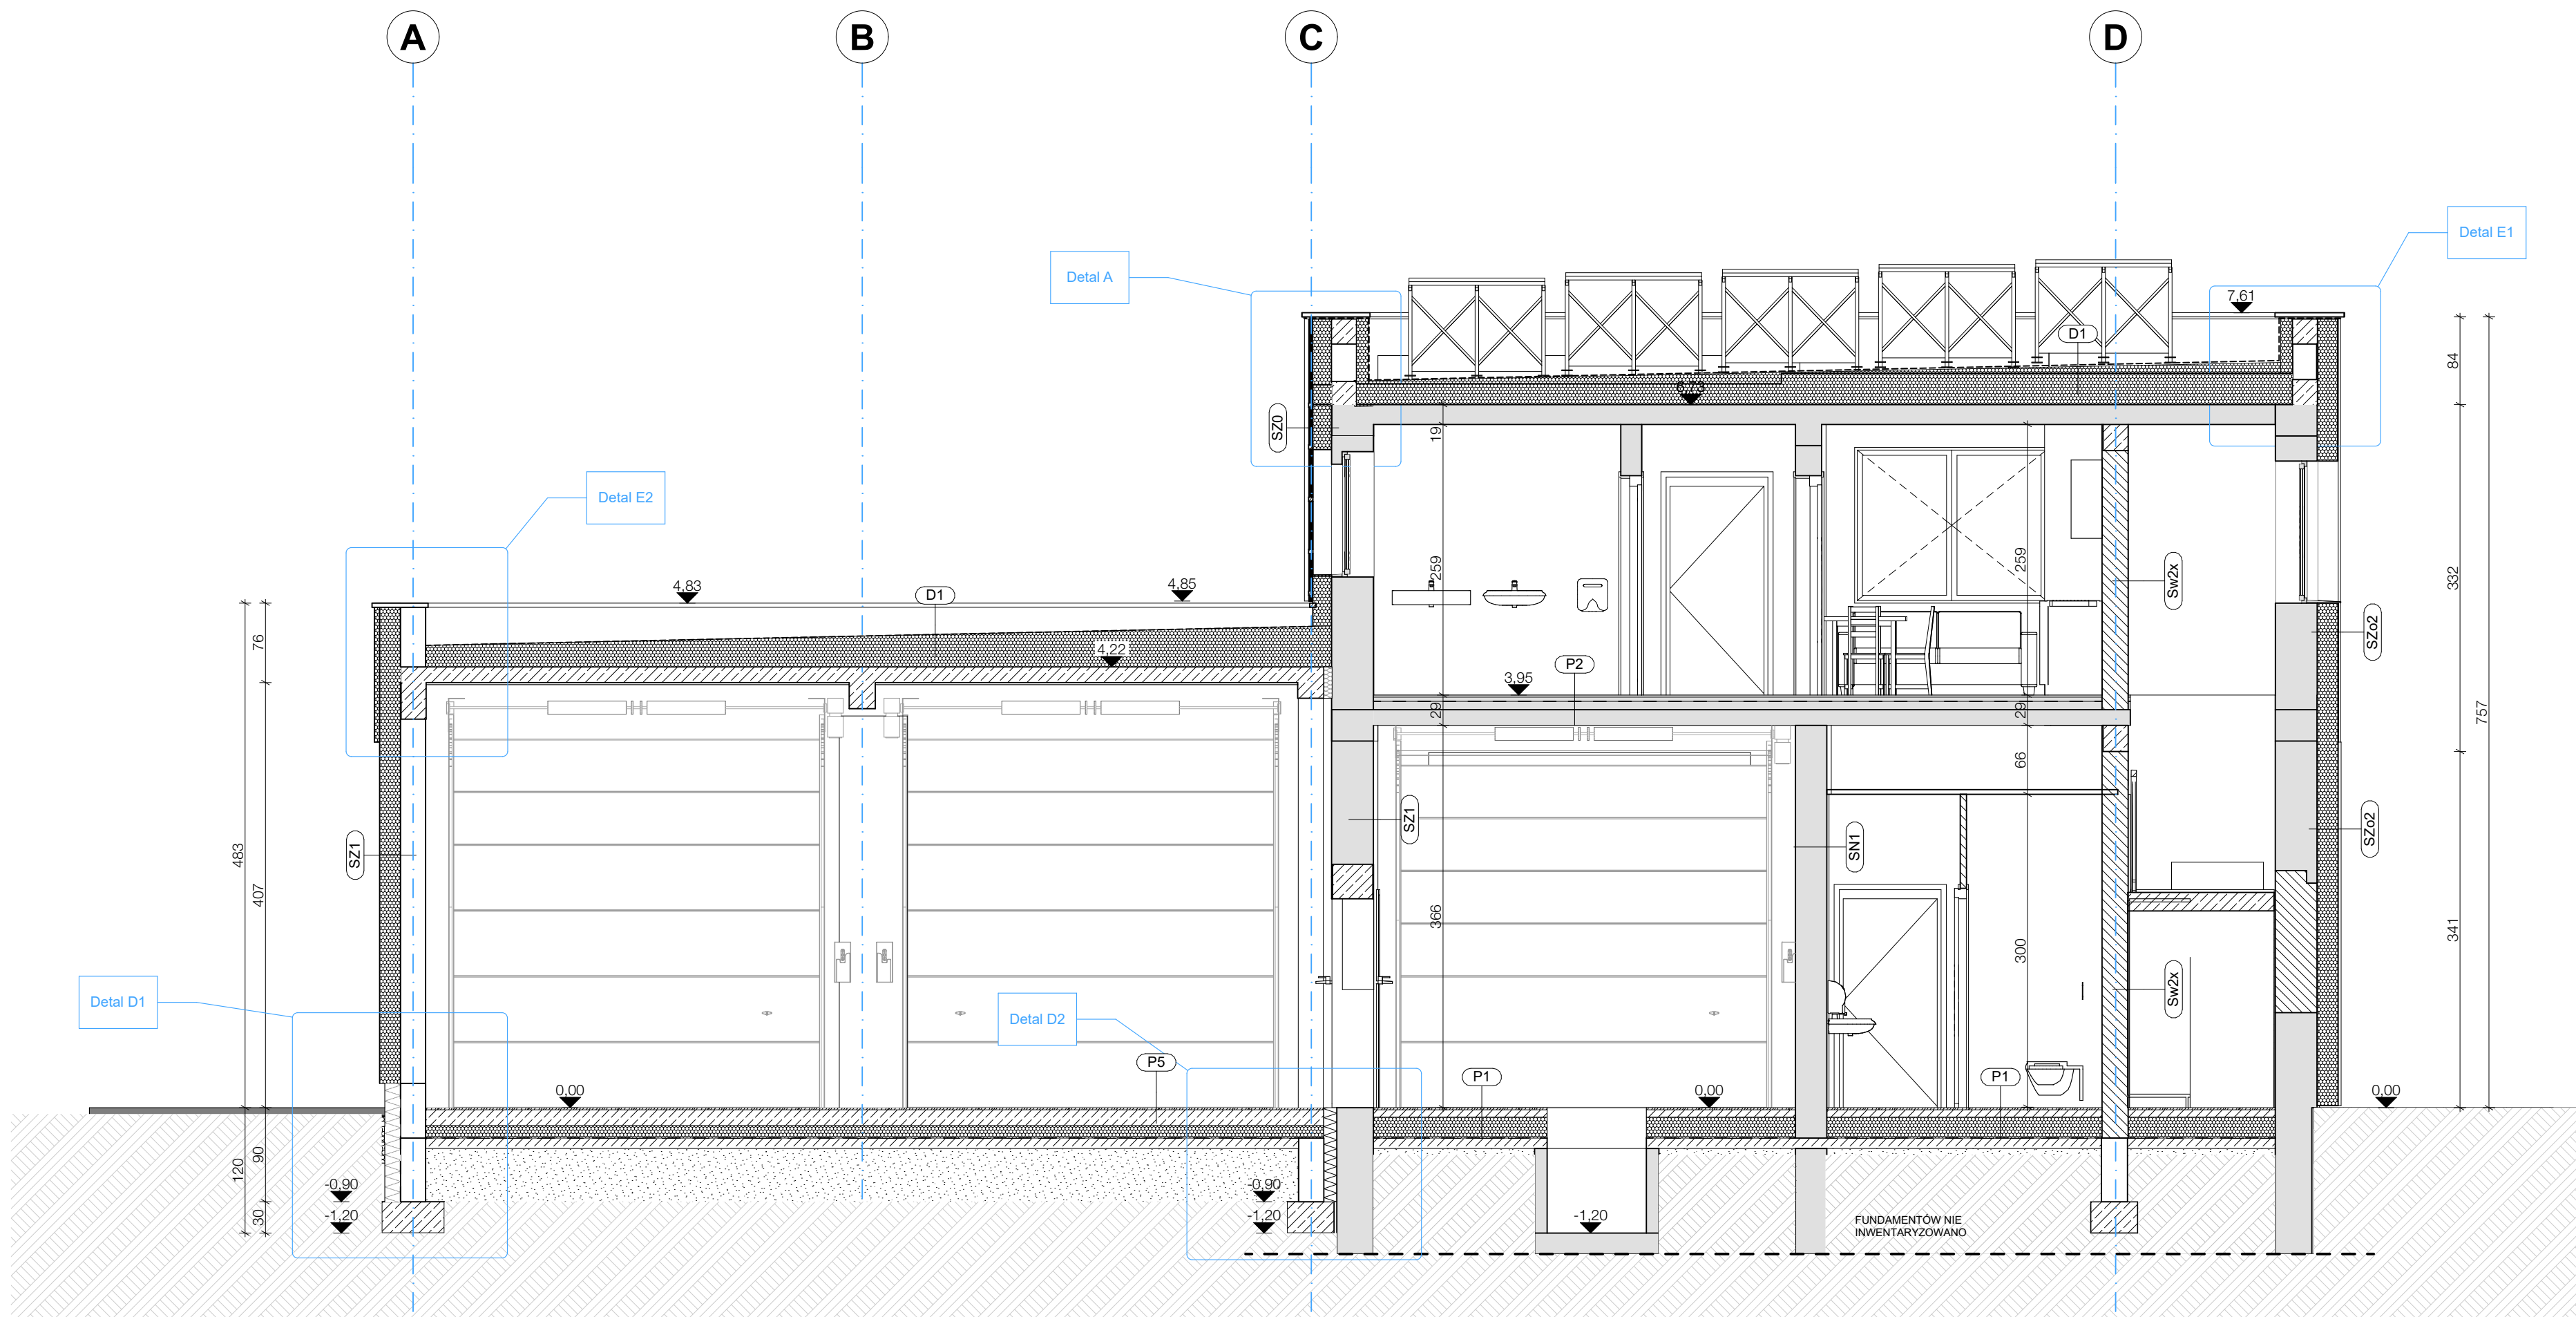 A
B
C
D
Detal E1
Detal A
7,61
D1
84
6,73
SZ0
19
Detal E2
757
332
259
259
Sw2x
4,83
4,85
D1
SZo2
76
4,22
P2
3,95
29
29
66
483
407
SZ1
SZ1
SN1
SZo2
366
300
341
Sw2x
Detal D1
Detal D2
P5
P1
P1
0,00
0,00
0,00
120
90
30
-0,90
-1,20
-0,90
-1,20
-1,20
FUNDAMENTÓW NIE
INWENTARYZOWANO